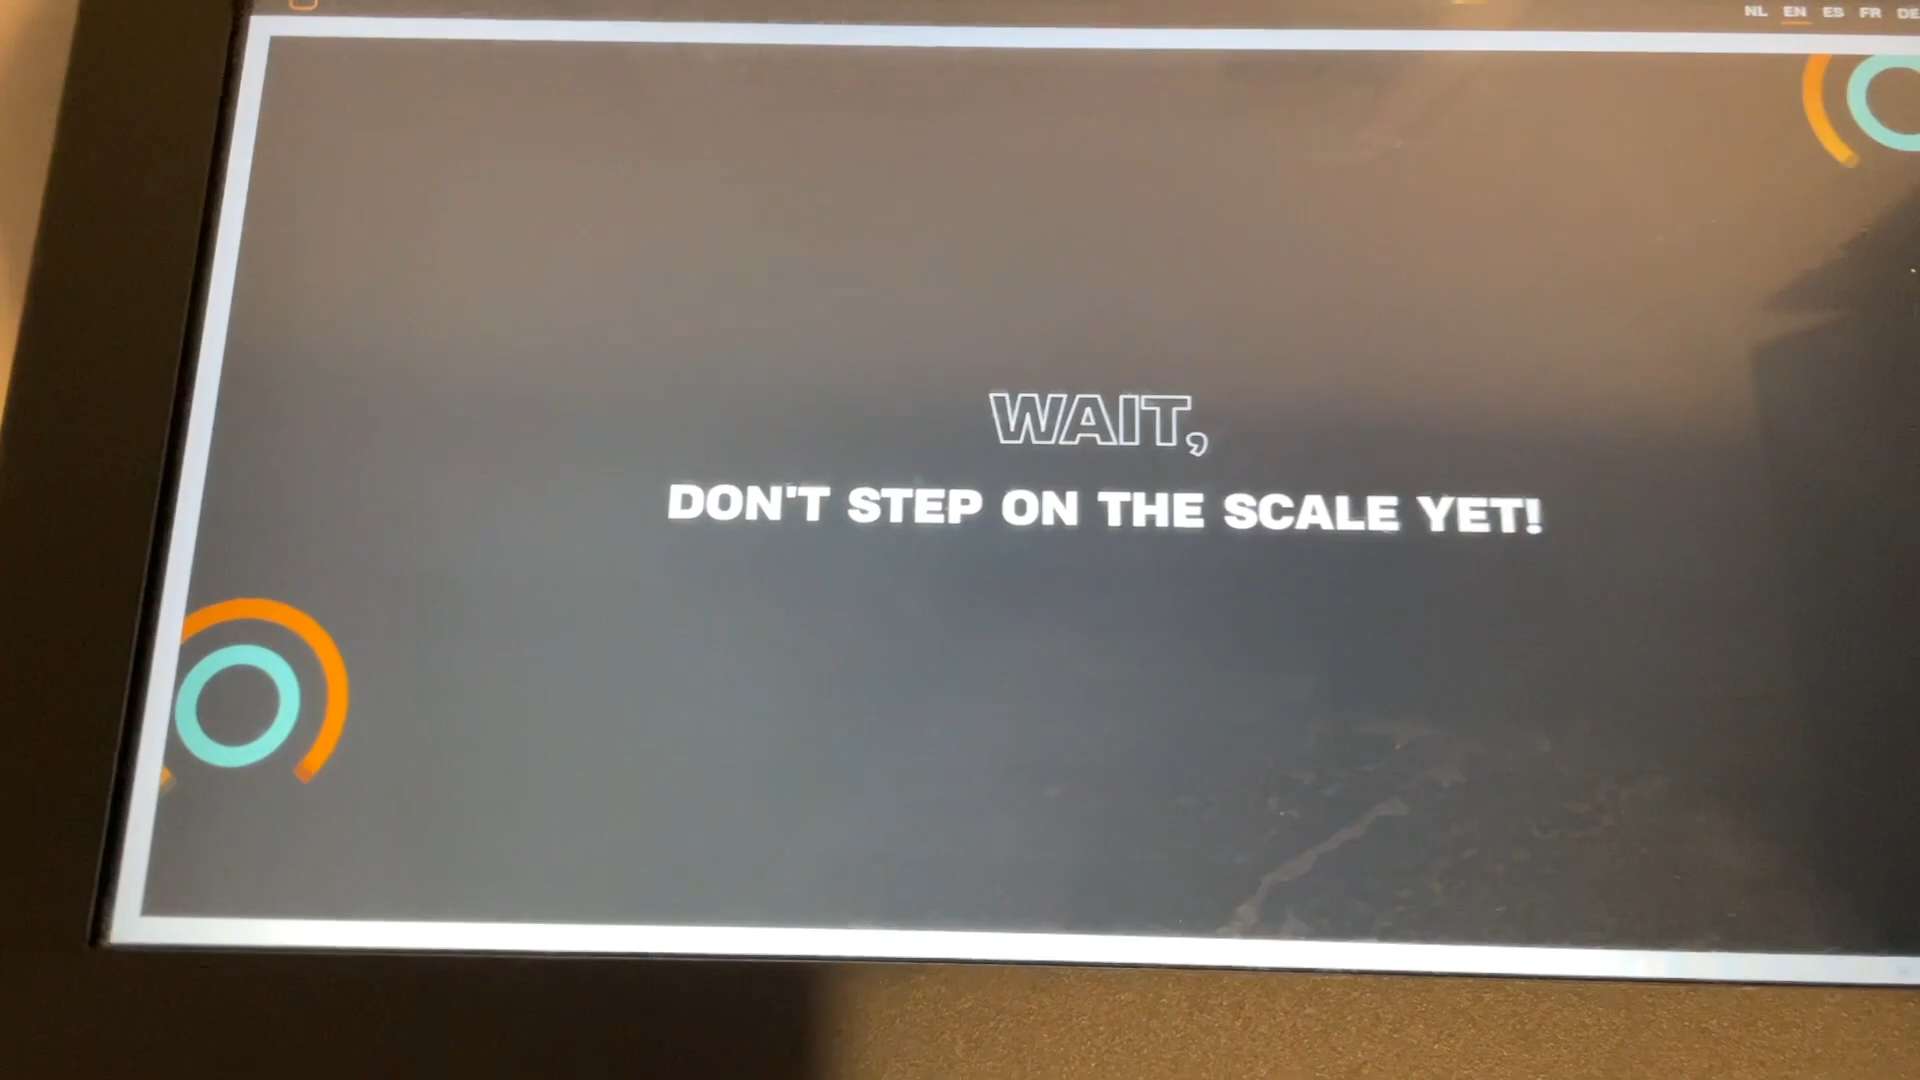 NL EN ES FR DE
WAIT,
DON'T STEP ON THE SCALE YET!